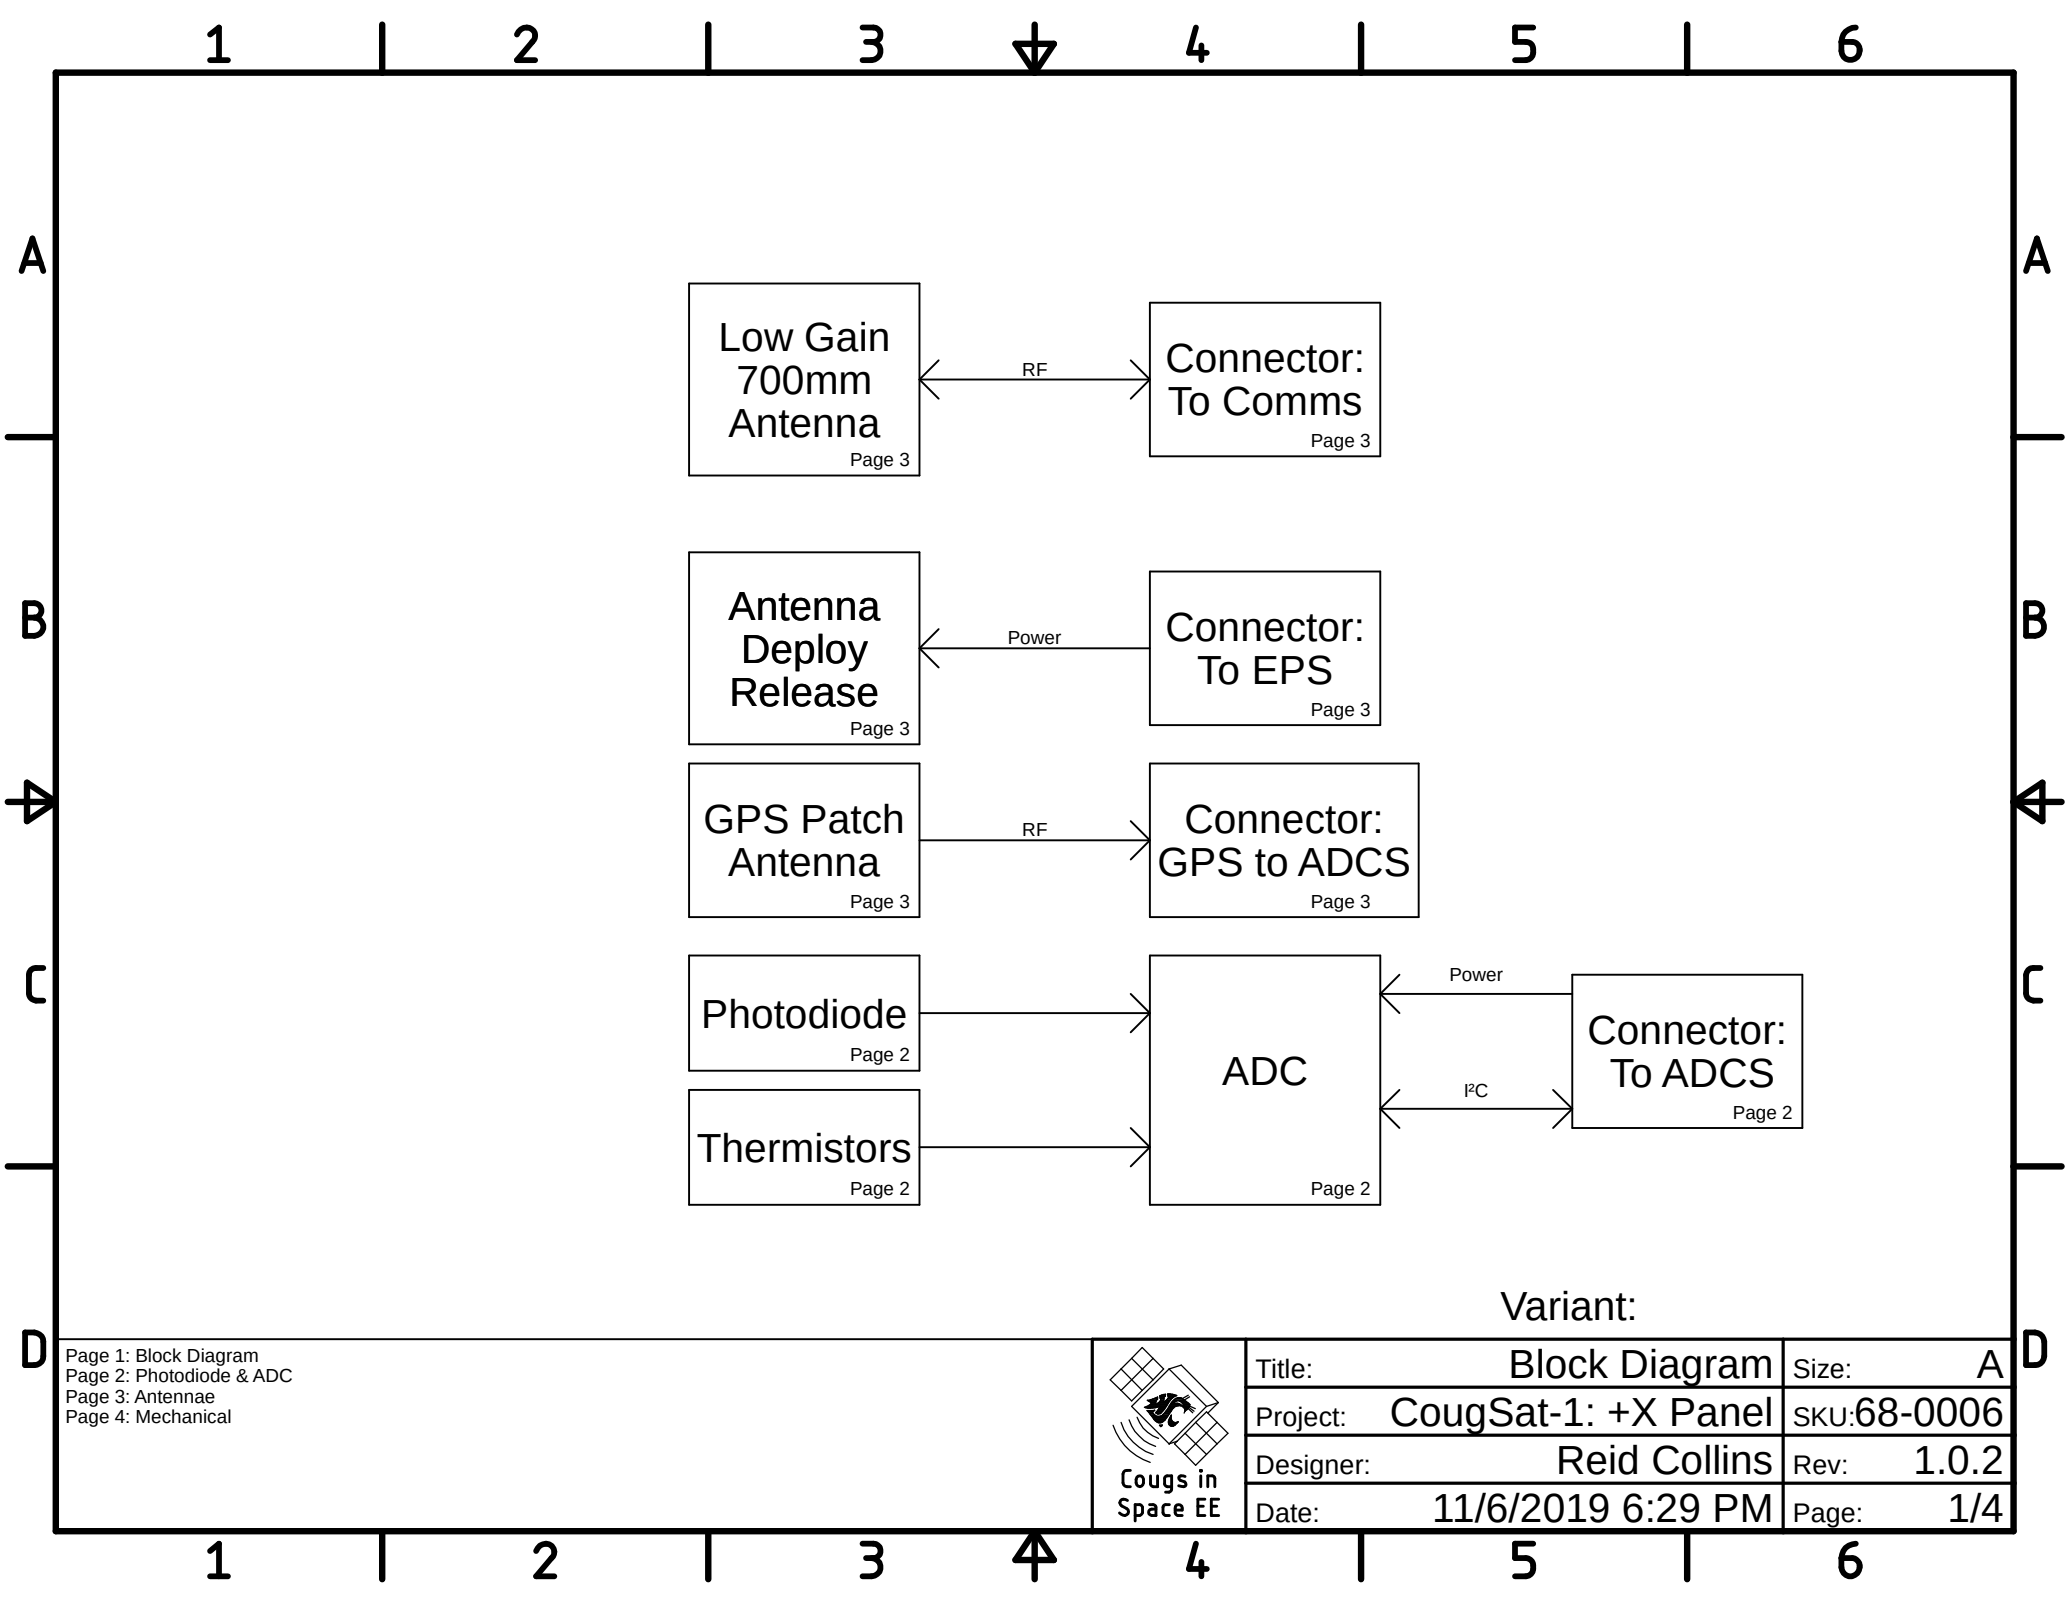 1 2 3 4 5 6
A A
Low Gain
700mm
Antenna
Page 3
RF
Connector:
To Comms
Page 3
B B
Antenna
Deploy
Release
Page 3
Power
Connector:
To EPS
Page 3
GPS Patch
Antenna
Page 3
RF
Connector:
GPS to ADCS
Page 3
C C
Photodiode
Page 2
Thermistors
Page 2
ADC
Page 2
Power
I²C
Connector:
To ADCS
Page 2
Variant:
D D
Page 1: Block Diagram
Page 2: Photodiode & ADC
Page 3: Antennae
Page 4: Mechanical
Cougs in
Space EE
Title: Block Diagram Size: A
Project: CougSat-1: +X Panel SKU:68-0006
Designer: Reid Collins Rev: 1.0.2
Date: 11/6/2019 6:29 PM Page: 1/4
1 2 3 4 5 6